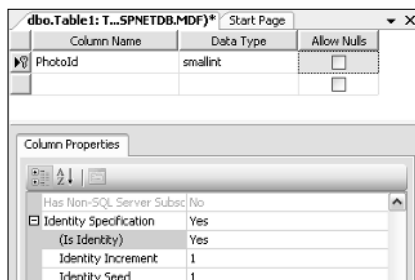 dbo.Table1: T...SPNETDB.MDF)* Start Page
Column Name Data Type Allow Nulls
PhotoId smallint
Column Properties
Has Non-SQL Server Subsc No
Identity Specification Yes
(Is Identity) Yes
Identity Increment 1
Identity Seed 1